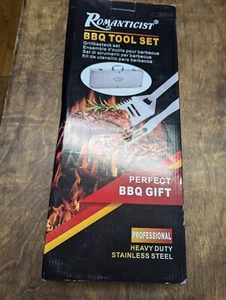 ROMANTICIST®
BBQ TOOL SET
Grillbesteck set
Ensemble d'outils pour barbecue
Set di strumenti per barbecue
Kit de utensilios para barbacoa
PERFECT
BBQ GIFT
PROFESSIONAL
HEAVY DUTY
STAINLESS STEEL